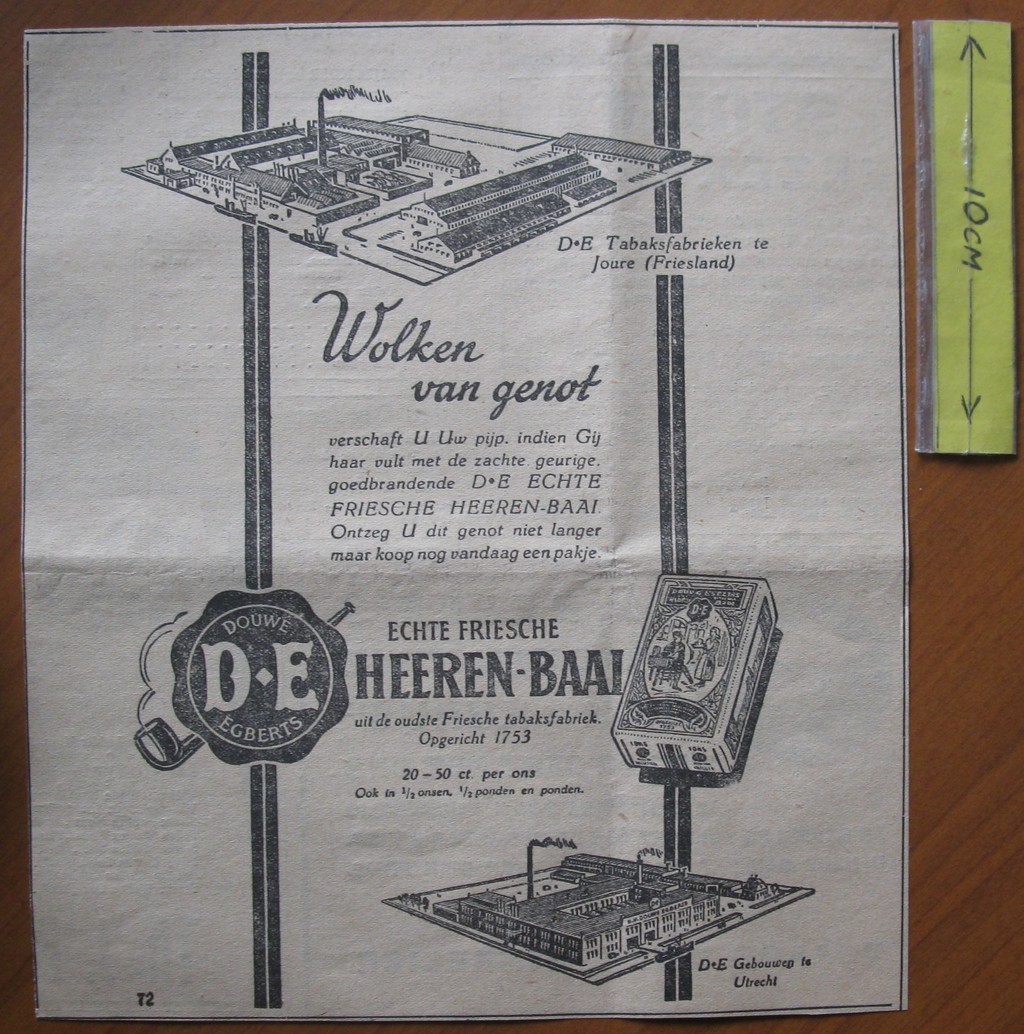 10CM
D•E Tabaksfabrieken te
Joure (Friesland)
Wolken
van genot
verschaft U Uw pijp. indien Gij
haar vult met de zachte geurige.
goedbrandende D•E ECHTE
FRIESCHE HEEREN-BAAI.
Ontzeg U dit genot niet langer
maar koop nog vandaag een pakje.
DOUWE
D•E
EGBERTS
ECHTE FRIESCHE
HEEREN-BAAI
uit de oudste Friesche tabaksfabriek.
Opgericht 1753
20–50 ct. per ons
Ook in 1/2 onsen, 1/2 ponden en ponden.
DOUWE EGBERTS
D•E
D•E Gebouwen te
Utrecht
72